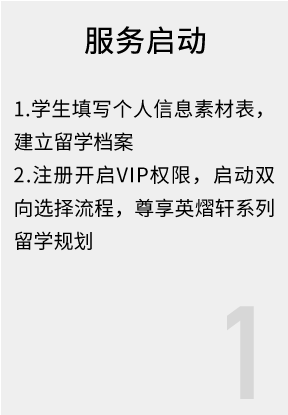 服务启动
1.学生填写个人信息素材表，
建立留学档案
2.注册开启VIP权限，启动双
向选择流程，尊享英熠轩系列
留学规划
1